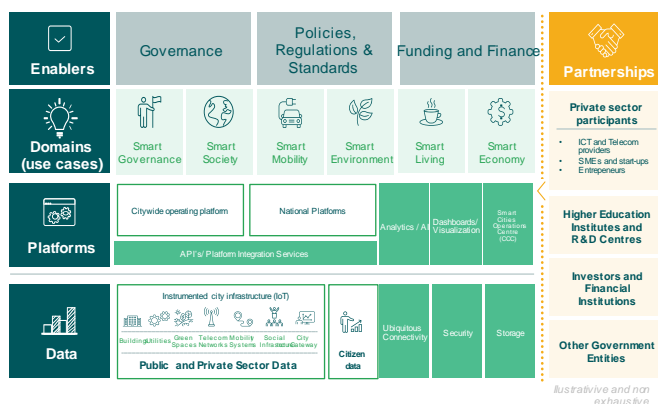 Enablers
Governance
Policies,
Regulations &
Standards
Funding and Finance
Partnerships
Domains
(use cases)
Smart
Governance
Smart
Society
Smart
Mobility
Smart
Environment
Smart
Living
Smart
Economy
Private sector
participants
• ICT and Telecom
providers
• SMEs and start-ups
• Entrepeneurs
Platforms
Citywide operating platform
National Platforms
API's/ Platform Integration Services
Analytics / AI
Dashboards/
Visualization
Smart
Cities
Operations
Centre
(CCC)
Higher Education
Institutes and
R&D Centres
Investors and
Financial
Institutions
Data
Instrumented city infrastructure (IoT)
Building
Utilities
Green
Spaces
Telecom
Networks
Mobility
Systems
Social
City
Gateway
Public and Private Sector Data
Citizen
data
Ubiquitous
Connectivity
Security
Storage
Other Government
Entities
Illustrativive and non
exhaustive